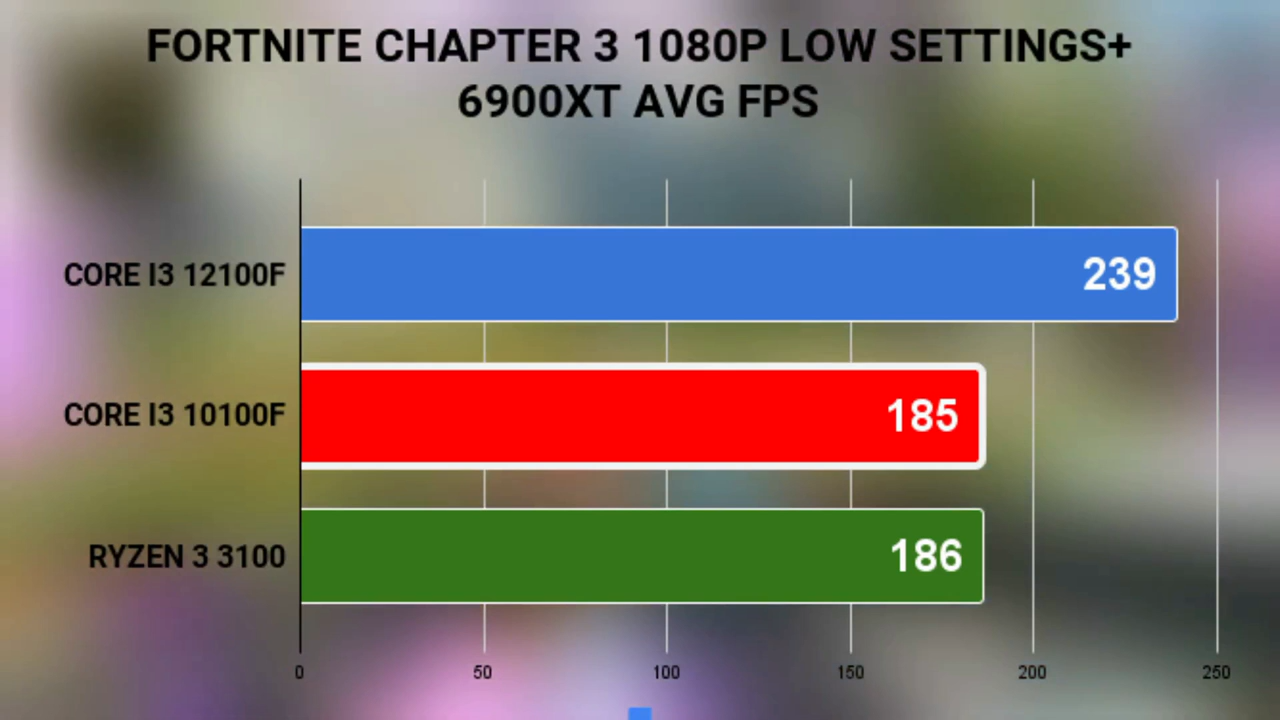 FORTNITE CHAPTER 3 1080P LOW SETTINGS+
6900XT AVG FPS
CORE I3 12100F
239
CORE I3 10100F
185
RYZEN 3 3100
186
0
50
100
150
200
250